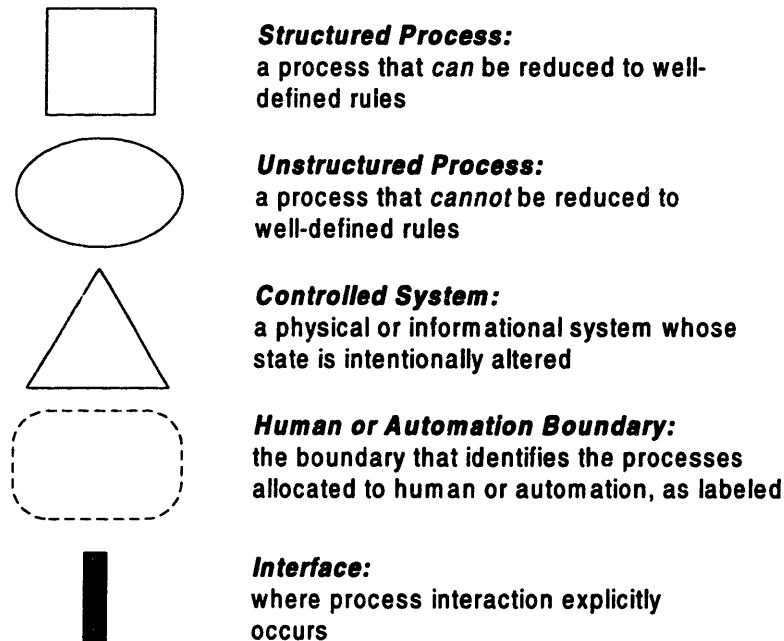 Structured Process:
a process that can be reduced to well-
defined rules
Unstructured Process:
a process that cannot be reduced to
well-defined rules
Controlled System:
a physical or informational system whose
state is intentionally altered
Human or Automation Boundary:
the boundary that identifies the processes
allocated to human or automation, as labeled
Interface:
where process interaction explicitly
occurs